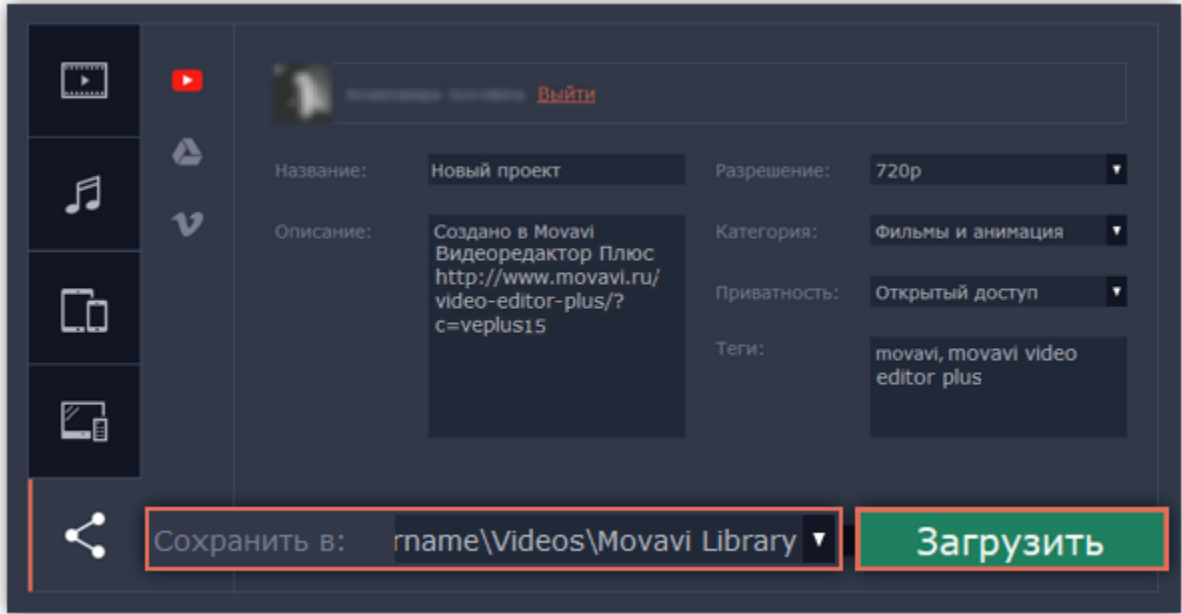 Выйти
Название: Новый проект
Разрешение: 720p
Описание: Создано в Movavi
Видеоредактор Плюс
http://www.movavi.ru/
video-editor-plus/?
c=veplus15
Категория: Фильмы и анимация
Приватность: Открытый доступ
Теги: movavi, movavi video
editor plus
Сохранить в: rname\Videos\Movavi Library
Загрузить